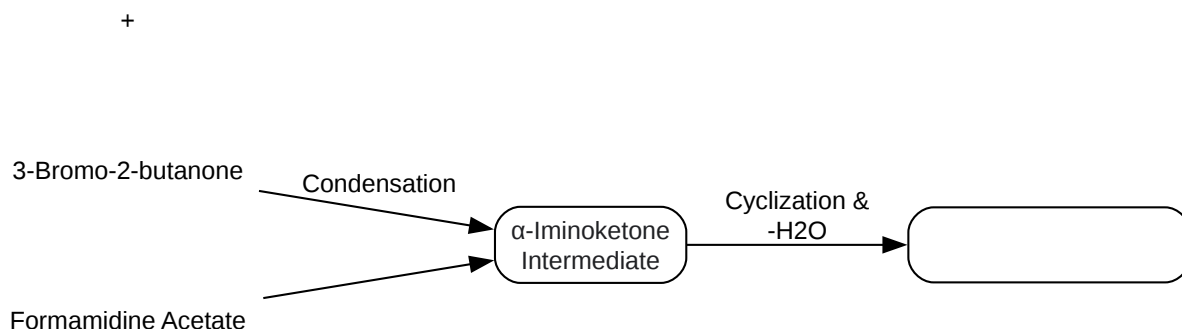 +
3-Bromo-2-butanone
Condensation
Formamidine Acetate
α-Iminoketone
Intermediate
Cyclization &
-H2O